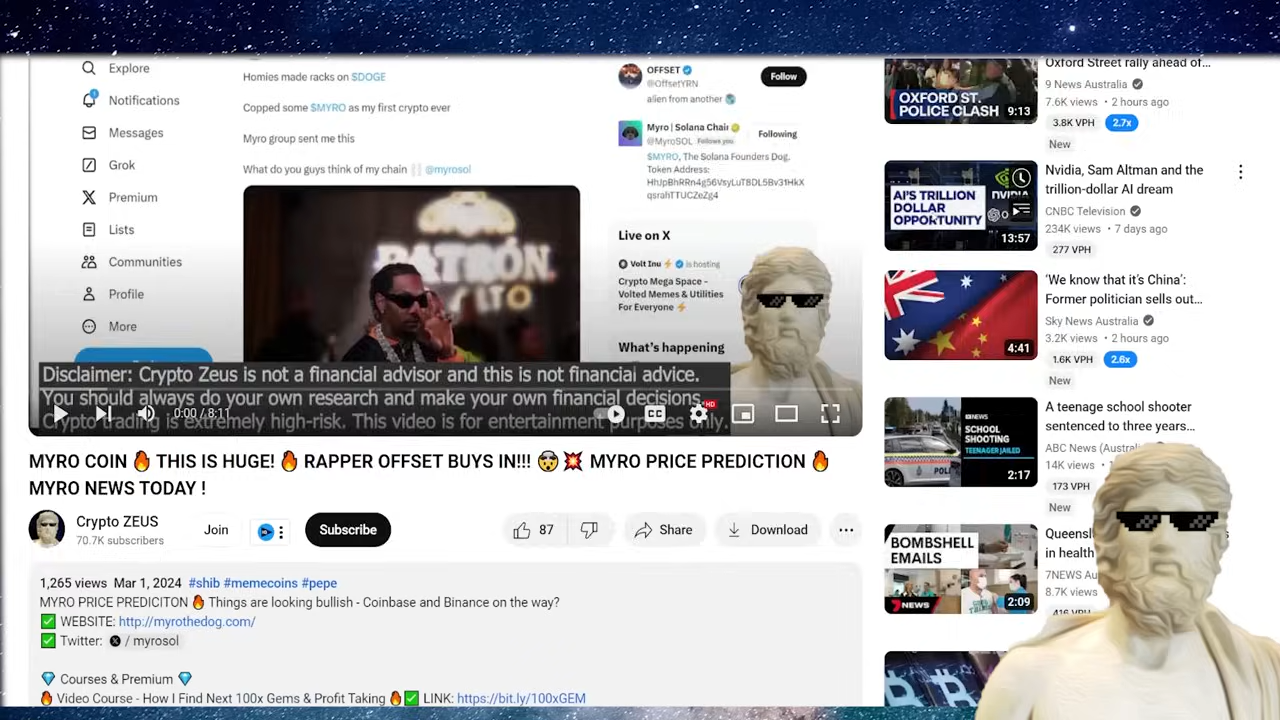 Explore
Notifications
Messages
Grok
Premium
Lists
Communities
Profile
More
Homies made racks on $DOGE
Copped some $MYRO as my first crypto ever
Myro group sent me this
What do you guys think of my chain @myrosol
PATRÓN
OFFSET
@OffsetYRN
alien from another
Follow
Myro | Solana Chai
@MyroSOL Follows you
Following
$MYRO, The Solana Founders Dog.
Token Address:
Live on X
Volt Inu is hosting
Crypto Mega Space -
Volted Memes & Utilities
For Everyone
What's happening
Disclaimer: Crypto Zeus is not a financial advisor and this is not financial advice.
You should always do your own research and make your own financial decisions.
Crypto trading is extremely high-risk. This video is for entertainment purposes only.
0:00 / 8:11
CC
HD
MYRO COIN 🔥 THIS IS HUGE! 🔥 RAPPER OFFSET BUYS IN!!! 🤯💥 MYRO PRICE PREDICTION 🔥
MYRO NEWS TODAY !
Crypto ZEUS
70.7K subscribers
Join
Subscribe
87
Share
Download
1,265 views Mar 1, 2024 #shib #memecoins #pepe
MYRO PRICE PREDICITON 🔥 Things are looking bullish - Coinbase and Binance on the way?
✅ WEBSITE: http://myrothedog.com/
✅ Twitter: / myrosol
💎 Courses & Premium 💎
🔥 Video Course - How I Find Next 100x Gems & Profit Taking 🔥✅ LINK: https://bit.ly/100xGEM
OXFORD ST.
POLICE CLASH
9:13
Oxford Street rally ahead of...
9 News Australia
7.6K views • 2 hours ago
3.8K VPH 2.7x
New
AI'S TRILLION
DOLLAR
OPPORTUNITY
NVIDIA
13:57
Nvidia, Sam Altman and the
trillion-dollar AI dream
CNBC Television
234K views • 7 days ago
277 VPH
4:41
'We know that it's China':
Former politician sells out...
Sky News Australia
3.2K views • 2 hours ago
1.6K VPH 2.6x
New
NEWS
SCHOOL
SHOOTING
TEENAGER JAILED
2:17
A teenage school shooter
sentenced to three years...
ABC News (Austral
14K views •
173 VPH
New
BOMBSHELL
EMAILS
7NEWS
2:09
Queensl
in health
7NEWS Au
8.7K views
416 VPH